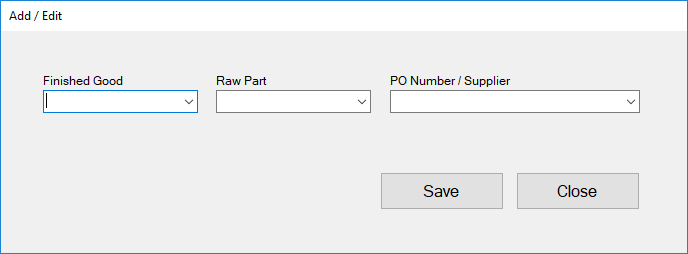 Add / Edit
Finished Good Raw Part PO Number / Supplier
Save Close